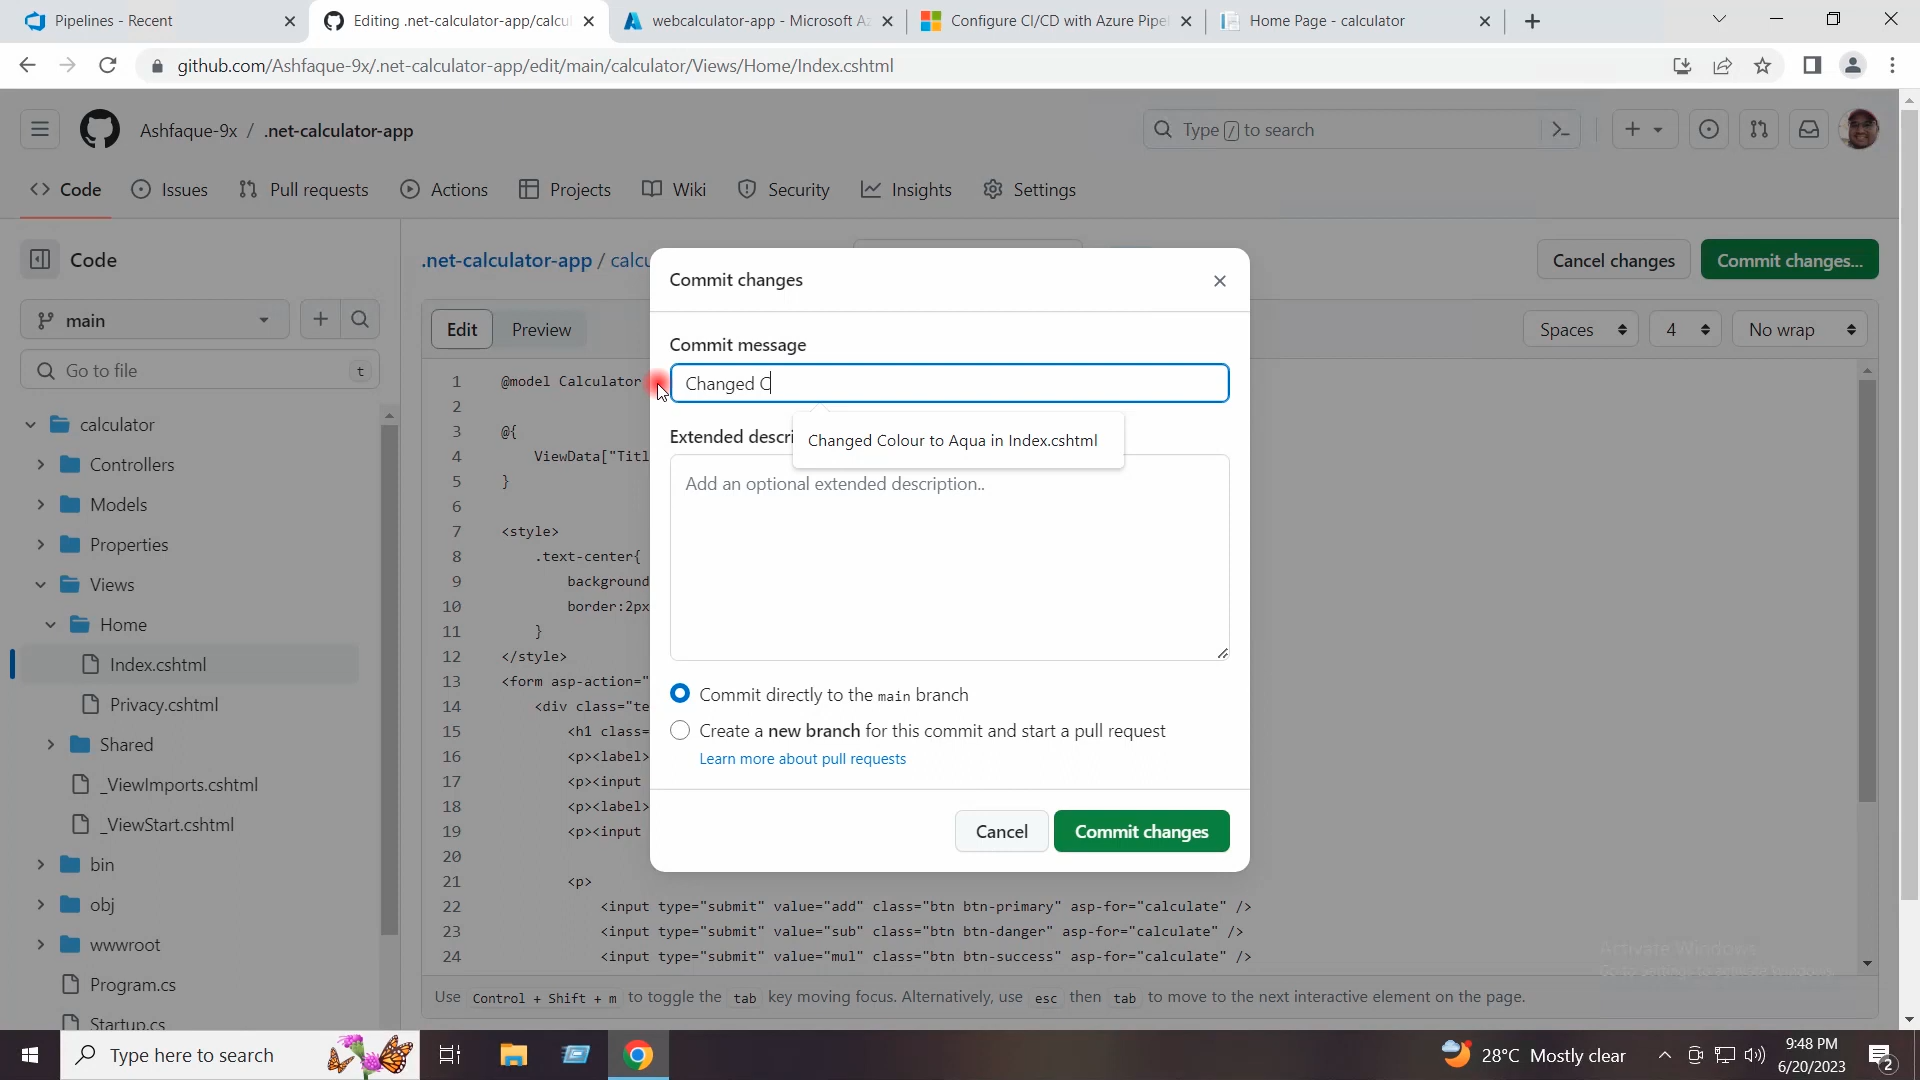 Pipelines - Recent
Editing .net-calculator-app/calcul
webcalculator-app - Microsoft Az
Configure CI/CD with Azure Pipel
Home Page - calculator
github.com/Ashfaque-9x/.net-calculator-app/edit/main/calculator/Views/Home/Index.cshtml
Ashfaque-9x / .net-calculator-app
Type / to search
Code Issues Pull requests Actions Projects Wiki Security Insights Settings
Code
.net-calculator-app / calcu
Cancel changes
Commit changes...
main
Go to file t
Edit Preview
Spaces 4 No wrap
calculator
Controllers
Models
Properties
Views
Home
Index.cshtml
Privacy.cshtml
Shared
_ViewImports.cshtml
_ViewStart.cshtml
bin
obj
wwwroot
Program.cs
Startup.cs
1 @model Calculator
2
3 @{
4 ViewData["Titl
5 }
6
7 <style>
8 .text-center{
9 background
10 border:2px
11 }
12 </style>
13 <form asp-action="
14 <div class="te
15 <h1 class=
16 <p><label>
17 <p><input
18 <p><label>
19 <p><input
20
21 <p>
22 <input type="submit" value="add" class="btn btn-primary" asp-for="calculate" />
23 <input type="submit" value="sub" class="btn btn-danger" asp-for="calculate" />
24 <input type="submit" value="mul" class="btn btn-success" asp-for="calculate" />
Use Control + Shift + m to toggle the tab key moving focus. Alternatively, use esc then tab to move to the next interactive element on the page.
Commit changes
Commit message
Changed C
Changed Colour to Aqua in Index.cshtml
Extended descri
Add an optional extended description..
Commit directly to the main branch
Create a new branch for this commit and start a pull request
Learn more about pull requests
Cancel
Commit changes
Activate Windows
Type here to search
28°C Mostly clear
9:48 PM
6/20/2023
2